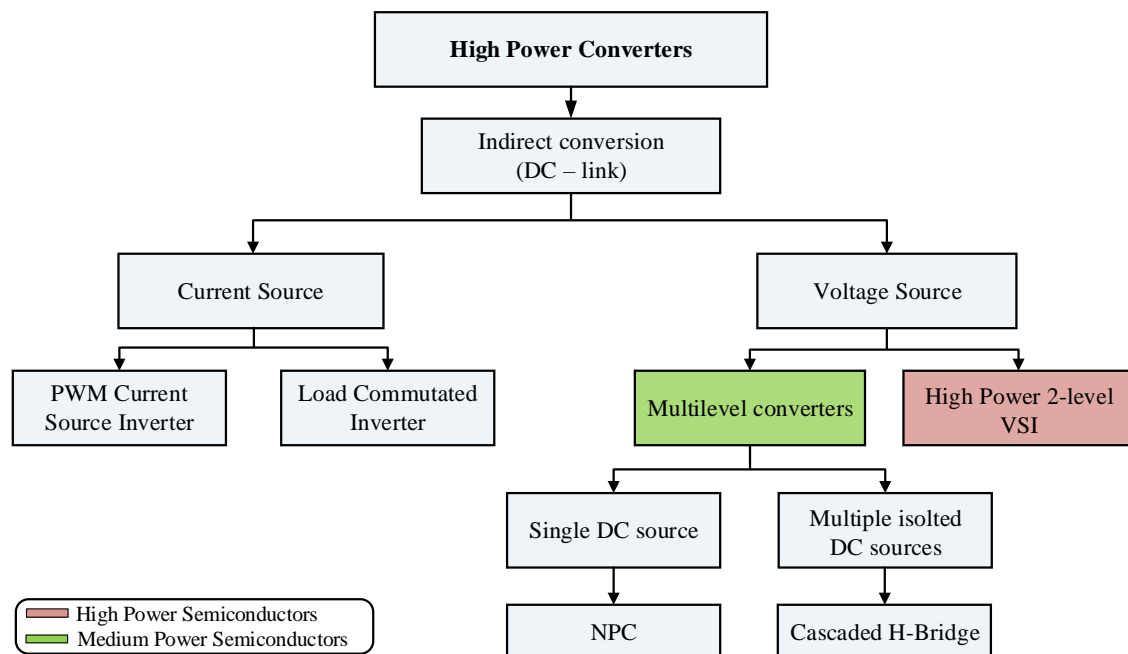 High Power Converters
Indirect conversion
(DC – link)
Current Source
Voltage Source
PWM Current
Source Inverter
Load Commutated
Inverter
Multilevel converters
High Power 2-level
VSI
Single DC source
Multiple isolted
DC sources
NPC
Cascaded H-Bridge
High Power Semiconductors
Medium Power Semiconductors